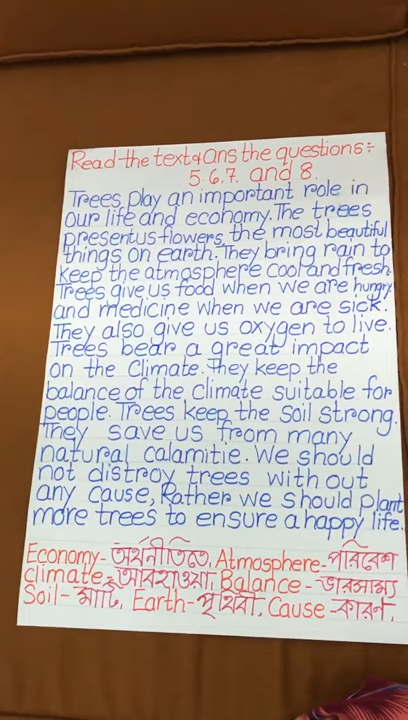 Read the text & ans the questions÷
5 6.7. and 8.
Trees play an important role in
our life and economy. The trees
present us flowers, the most beautiful
things on earth. They bring rain to
keep the atmosphere cool and fresh
Trees give us food when we are hungry
and medicine when we are sick.
They also give us oxygen to live.
Trees bear a great impact
on the Climate. They keep the
balance of the Climate suitable for
people. Trees keep the Soil Strong.
They save us from many
natural calamitie. We should
not distroy trees with out
any cause, Rather we should plant
more trees to ensure a happy life.
Economy- অর্থনীতিতে, Atmosphere- পরিবেশ
climate- আবহাওয়া, Balance- ভারসাম্য
Soil- মাটি, Earth- পৃথিবী, Cause- কারণ,